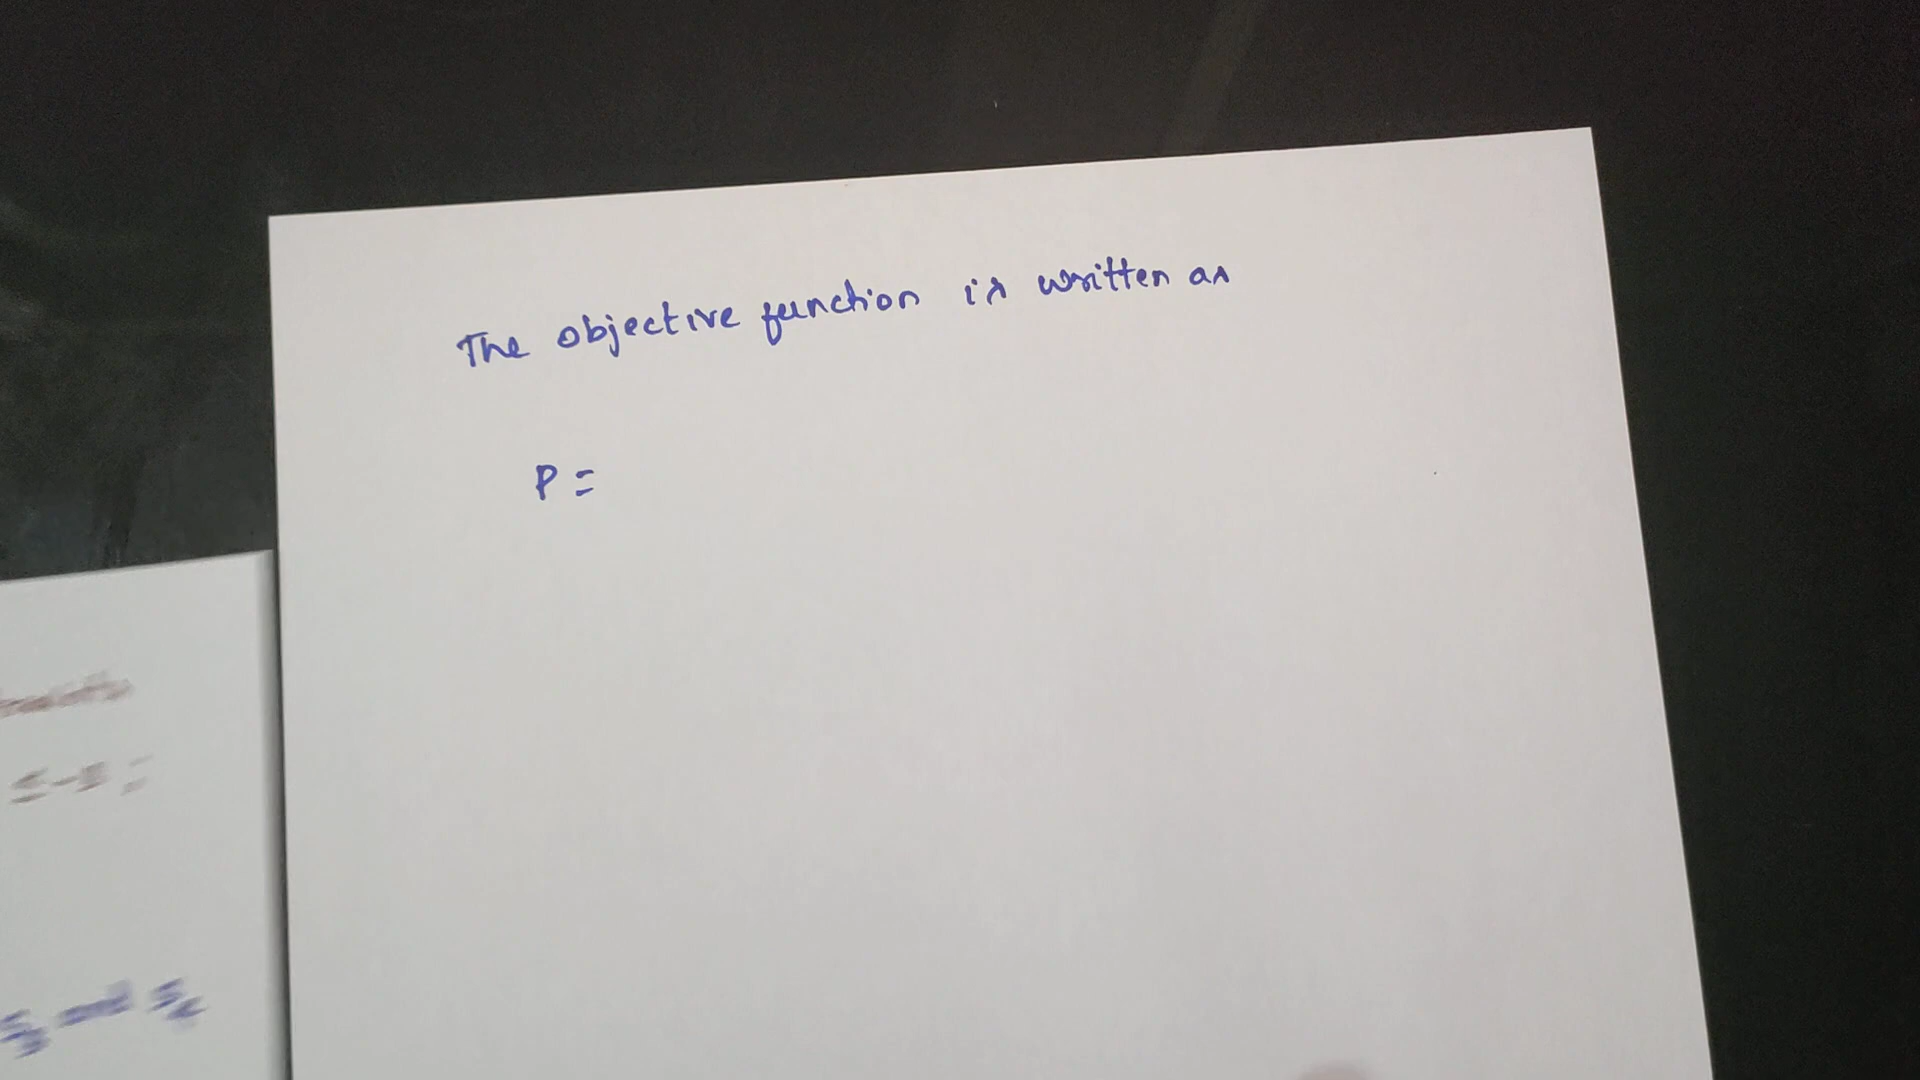 The objective function is written as
P =